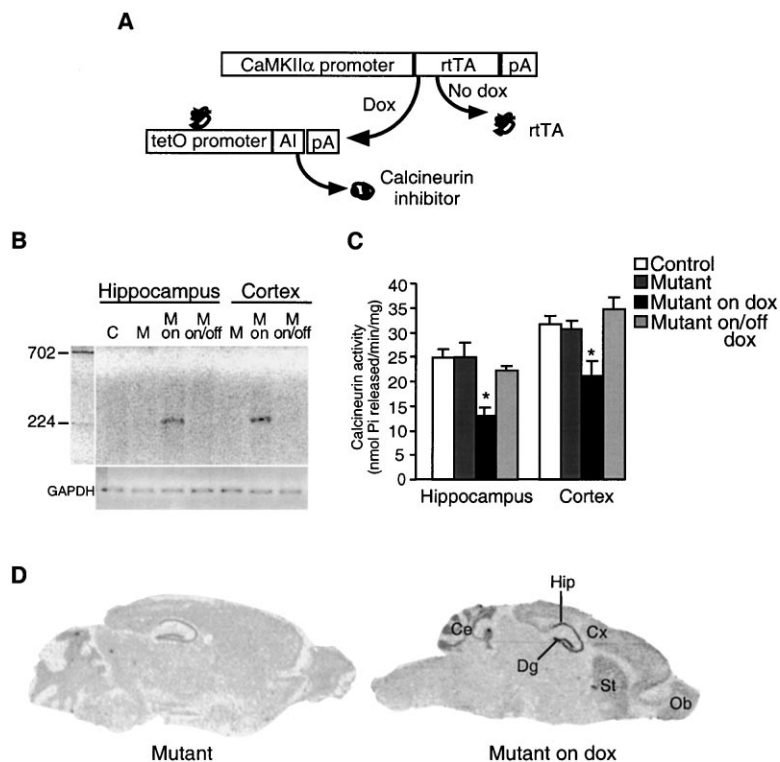 A
CaMKIIα promoter
rtTA
pA
Dox
No dox
rtTA
tetO promoter
AI
pA
Calcineurin
inhibitor
B
Hippocampus
Cortex
C
M
M
on
M
on/off
M
M
on
M
on/off
702
224
GAPDH
C
Control
Mutant
Mutant on dox
Mutant on/off
dox
Calcineurin activity
(nmol Pi released/min/mg)
40
35
30
25
20
15
10
5
0
*
*
Hippocampus
Cortex
D
Mutant
Hip
Ce
Cx
Dg
St
Ob
Mutant on dox